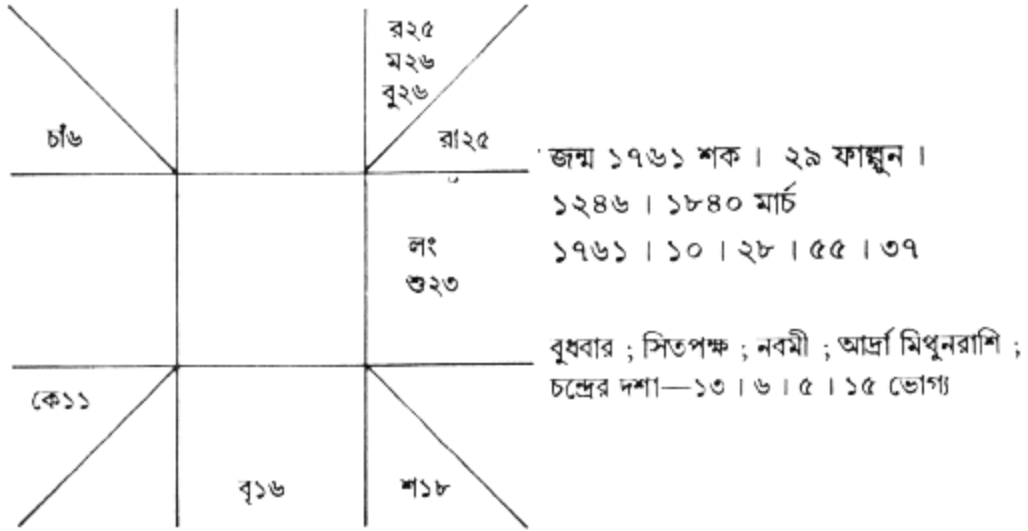 র২৫
ম২৬
বু২৬
চাঁ৬
রা২৫
লং
শু২৩
কে১১
বৃ১৬
শ১৮
জন্ম ১৭৬১ শক । ২৯ ফাল্গুন ।
১২৪৬ । ১৮৪০ মার্চ
১৭৬১ । ১০ । ২৮ । ৫৫ । ৩৭
বুধবার ; সিতপক্ষ ; নবমী ; আর্দ্রা মিথুনরাশি ;
চন্দ্রের দশা—১৩ । ৬ । ৫ । ১৫ ভোগ্য